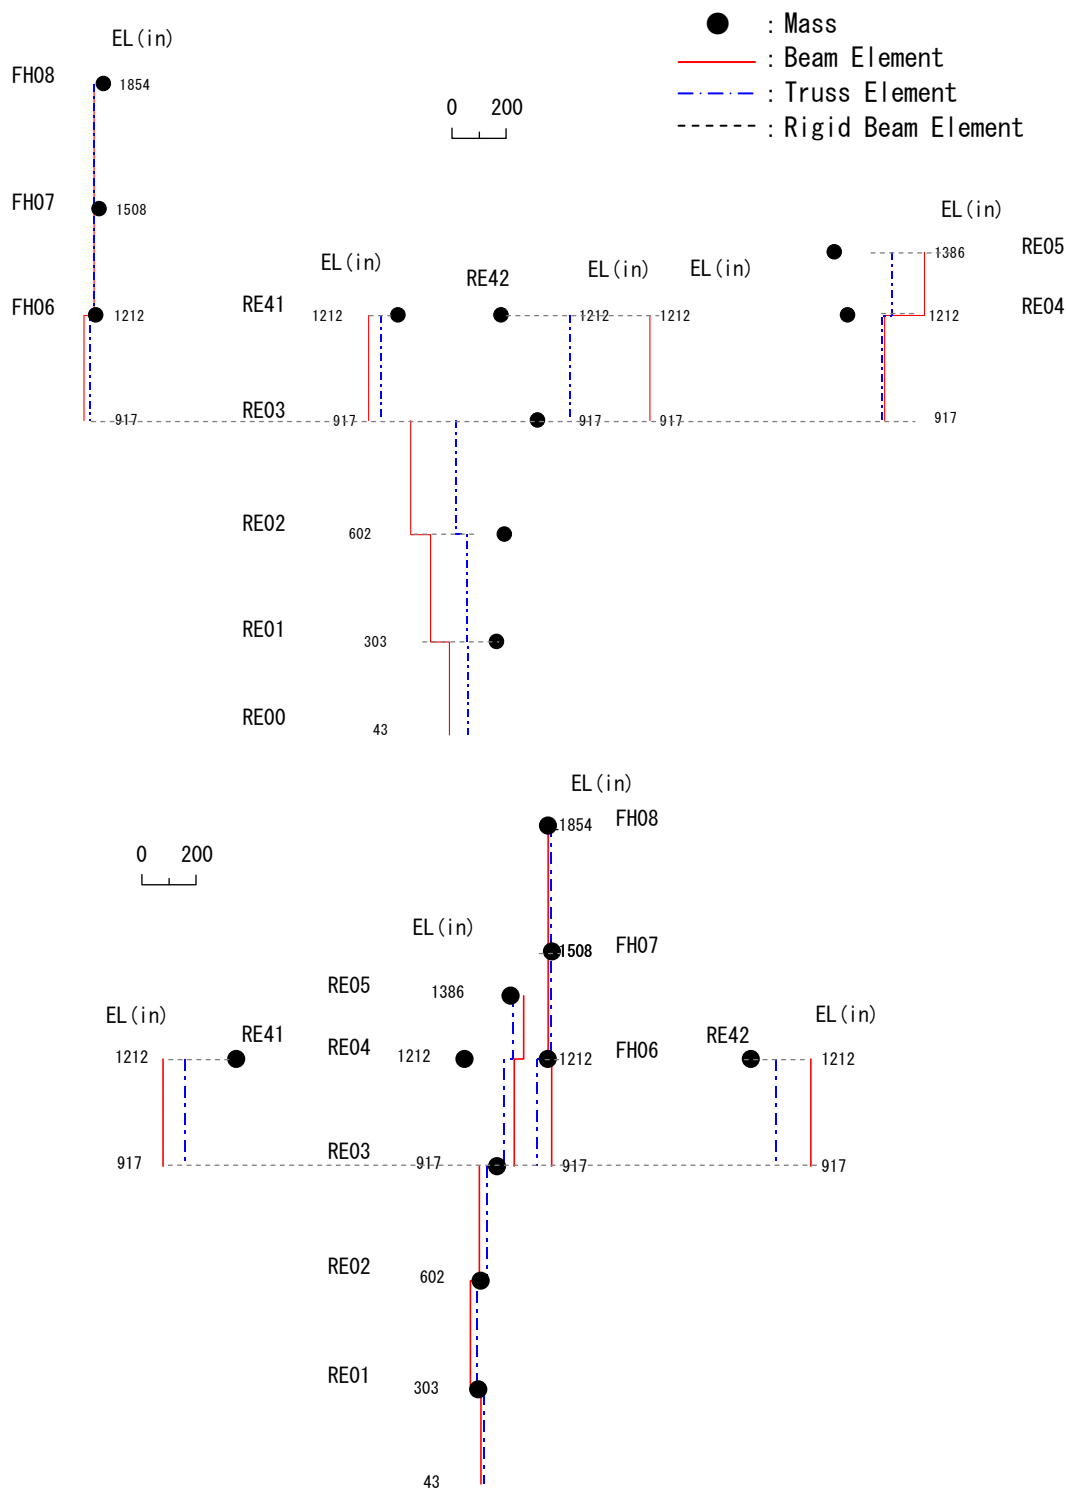 : Mass
EL(in)
: Beam Element
FH08
1854
: Truss Element
0 200
: Rigid Beam Element
FH07
1508
EL(in)
1386
RE05
EL(in)
RE42
EL(in)
EL(in)
FH06
1212
RE41
1212
1212
1212
1212
RE04
917
RE03
917
917
917
917
RE02
602
RE01
303
RE00
43
EL(in)
1854
FH08
0 200
EL(in)
1508
FH07
RE05
1386
EL(in)
RE41
EL(in)
1212
RE04
1212
1212
FH06
RE42
1212
917
RE03
917
917
917
RE02
602
RE01
303
43